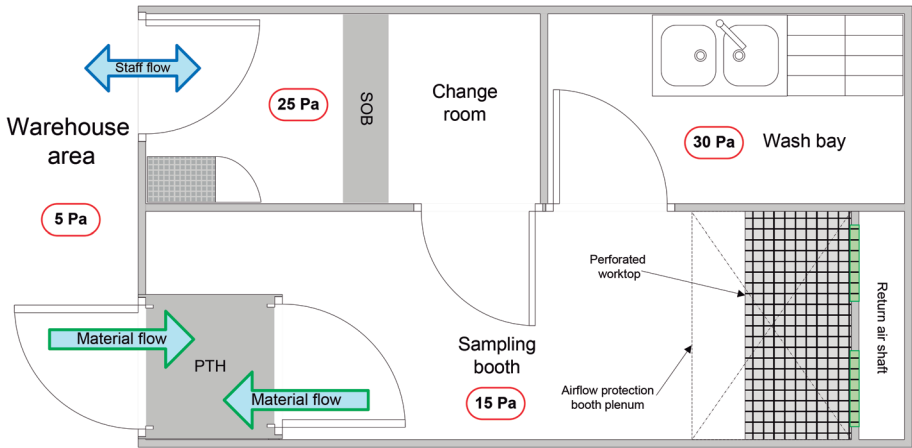 Staff flow
25 Pa
SOB
Change
room
30 Pa
Wash bay
Warehouse
area
5 Pa
Perforated
worktop
Return air shaft
Material flow
PTH
Material flow
Sampling
booth
15 Pa
Airflow protection
booth plenum